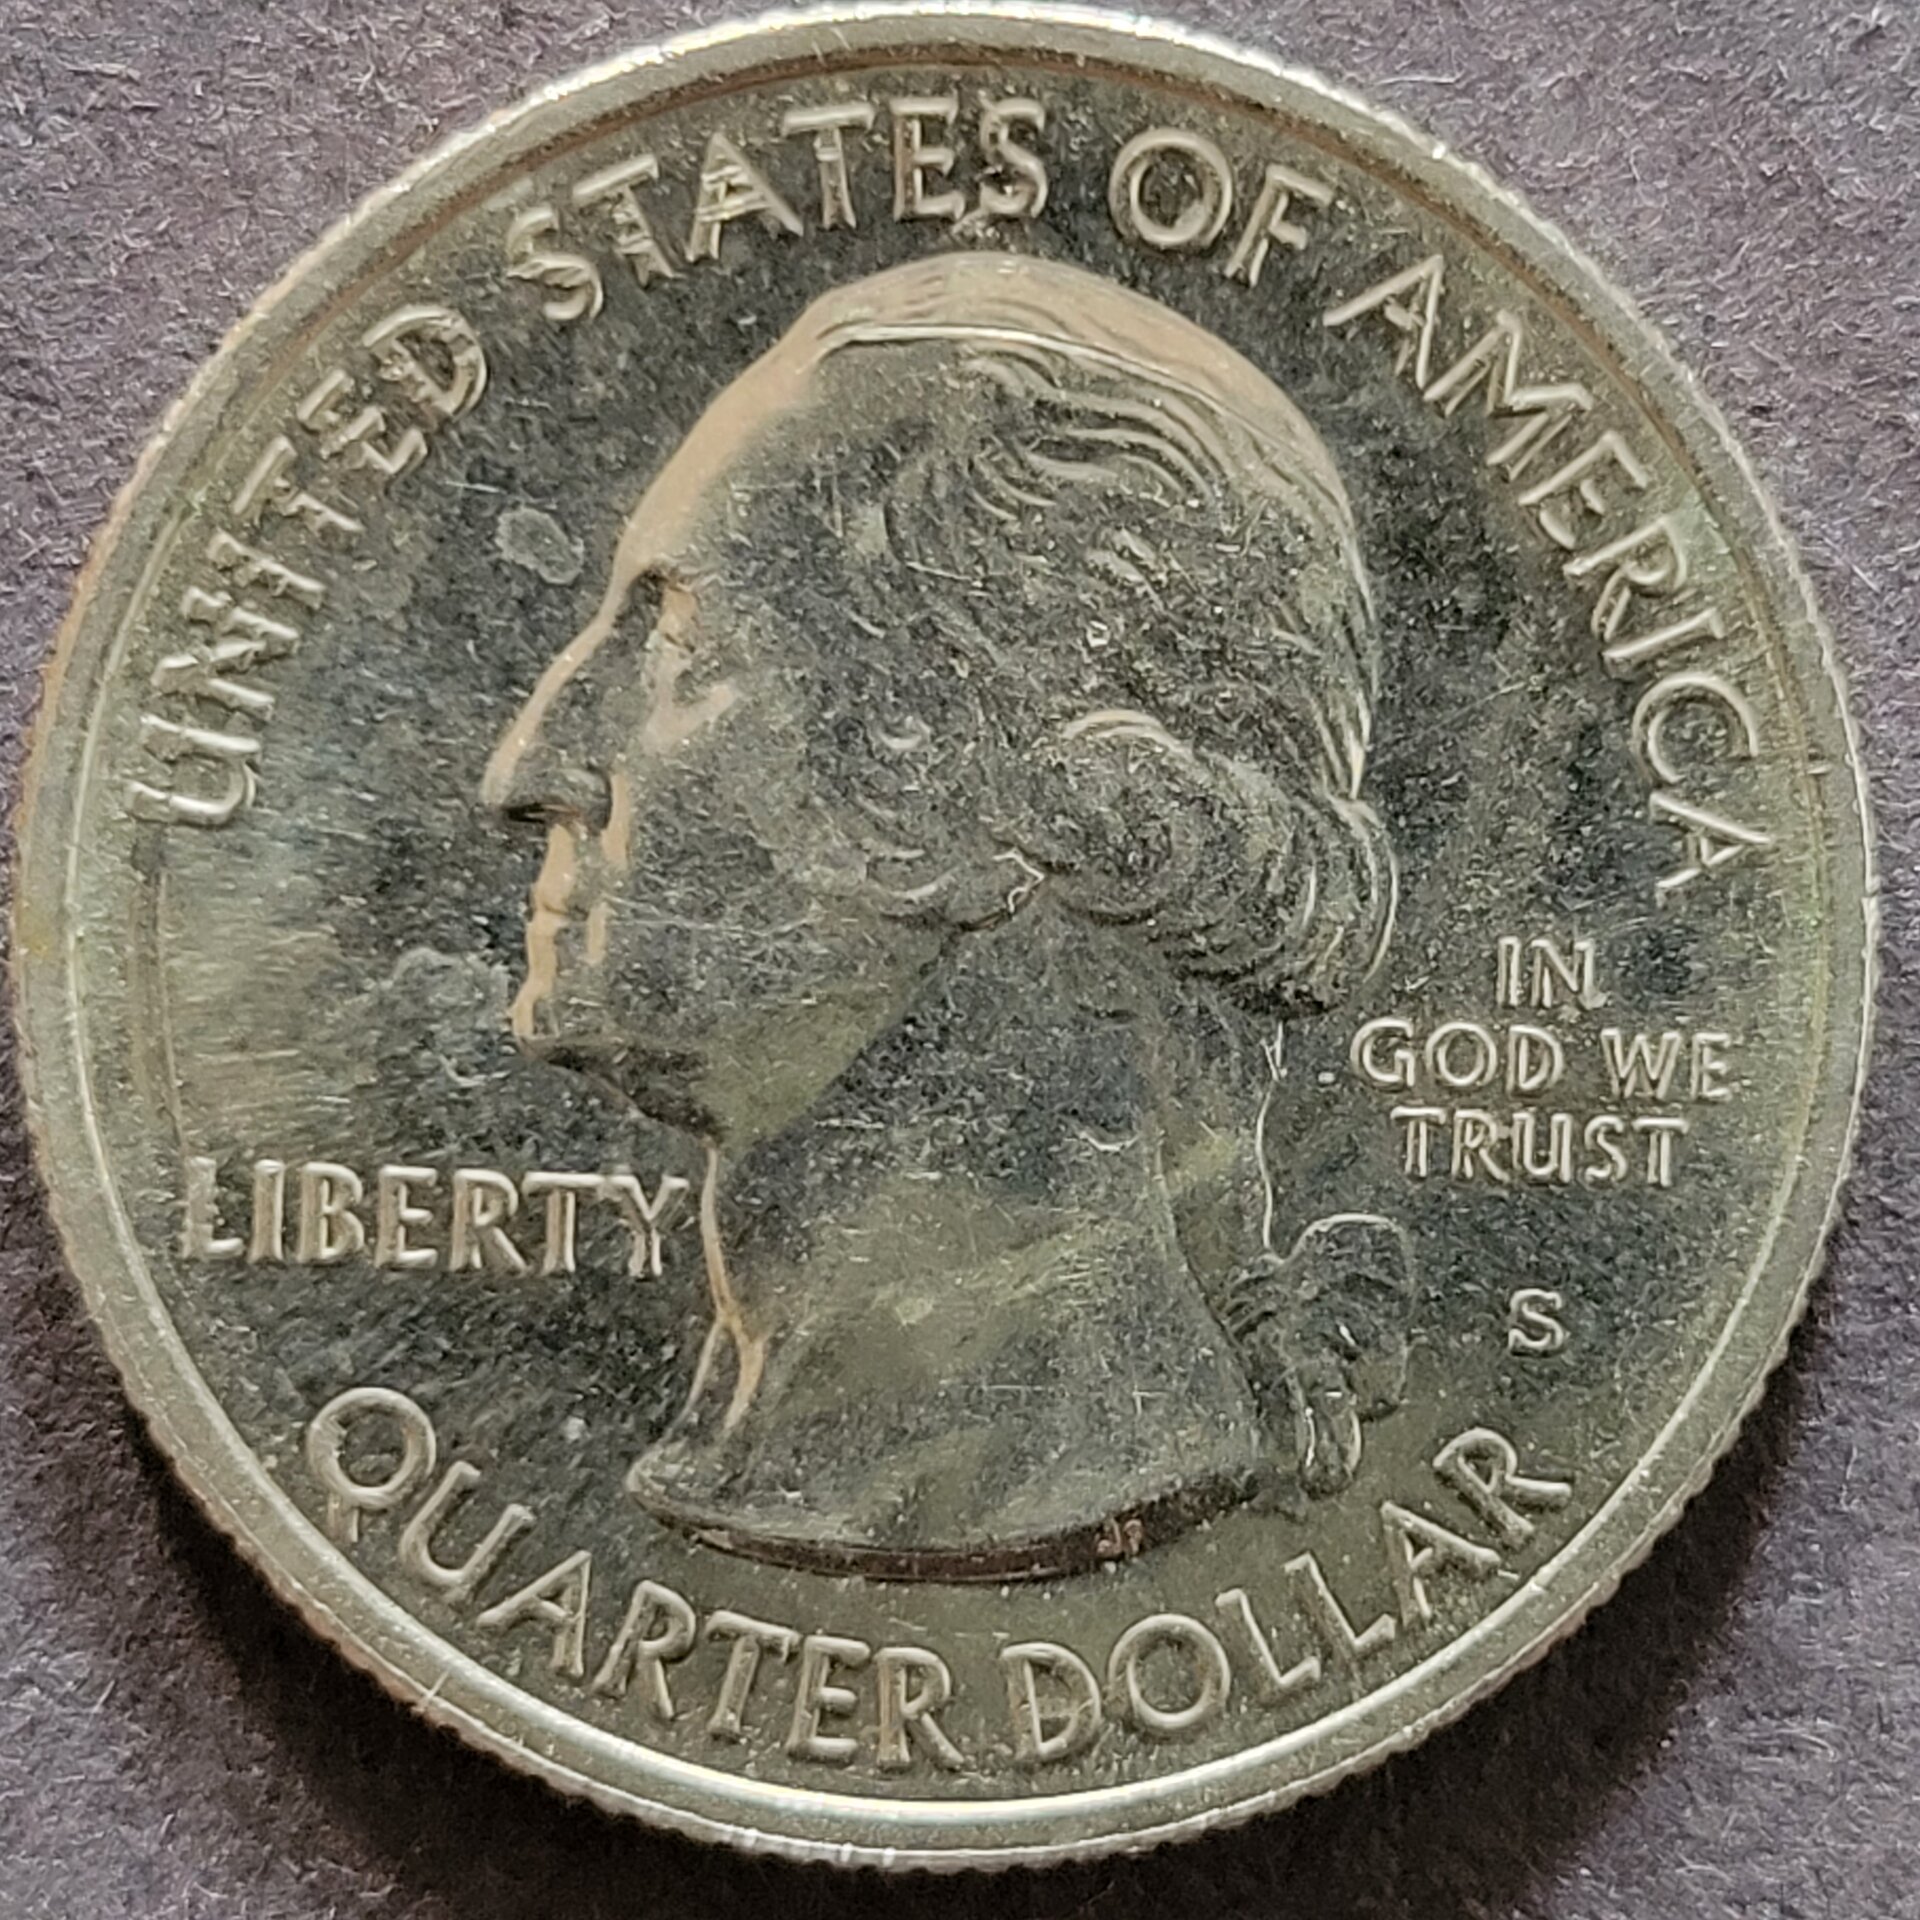 UNITED STATES OF AMERICA
IN
GOD WE
TRUST
LIBERTY
S
QUARTER DOLLAR